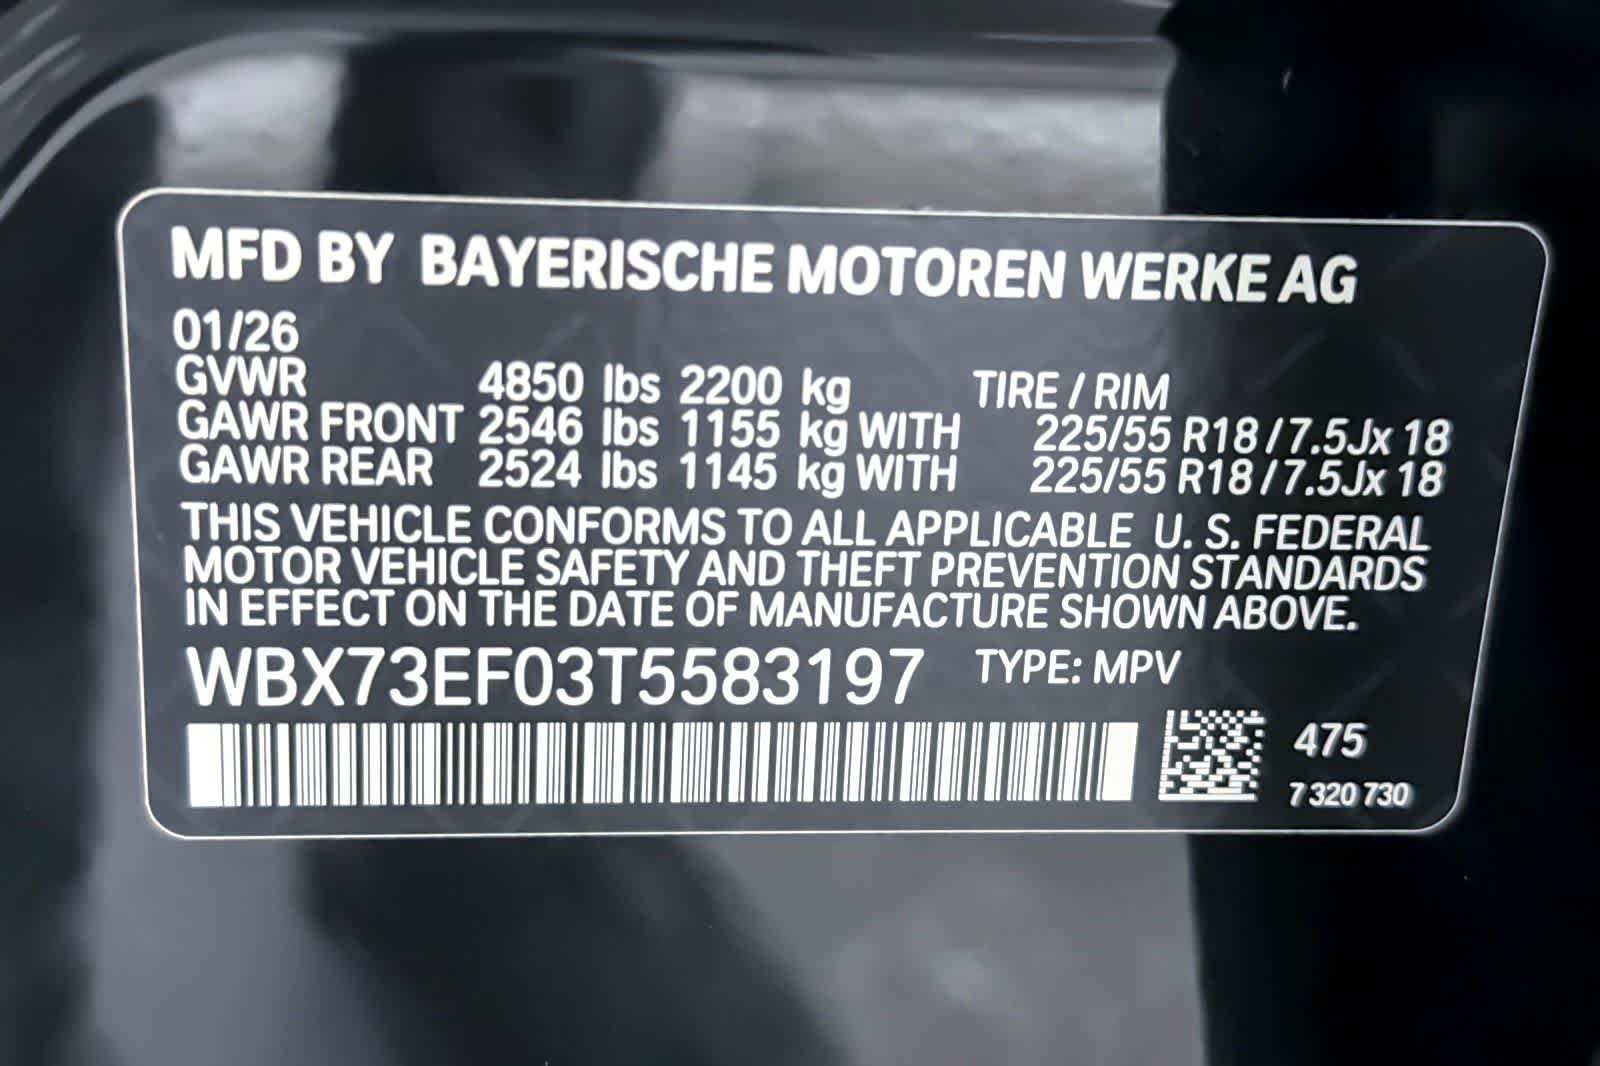 MFD BY BAYERISCHE MOTOREN WERKE AG
01/26
GVWR 4850 lbs 2200 kg TIRE / RIM
GAWR FRONT 2546 lbs 1155 kg WITH 225/55 R18 / 7.5Jx 18
GAWR REAR 2524 lbs 1145 kg WITH 225/55 R18 / 7.5Jx 18
THIS VEHICLE CONFORMS TO ALL APPLICABLE U. S. FEDERAL
MOTOR VEHICLE SAFETY AND THEFT PREVENTION STANDARDS
IN EFFECT ON THE DATE OF MANUFACTURE SHOWN ABOVE.
WBX73EF03T5583197 TYPE: MPV
475
7 320 730